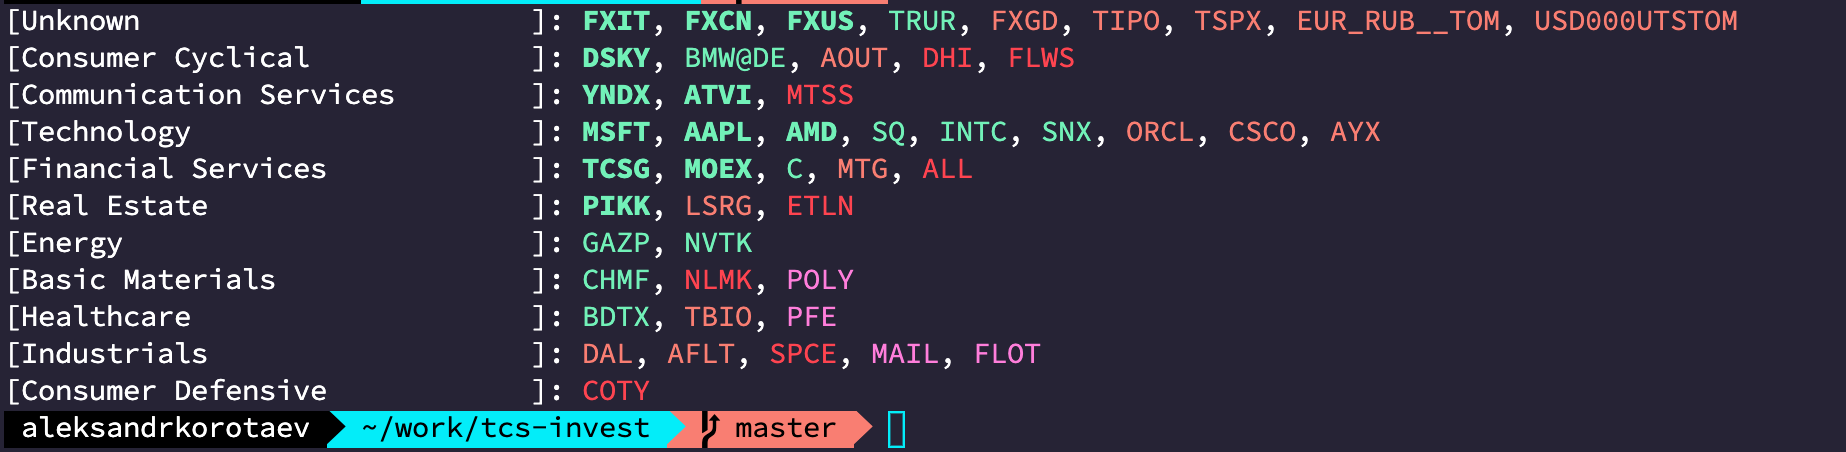 [Unknown                       ]: FXIT, FXCN, FXUS, TRUR, FXGD, TIPO, TSPX, EUR_RUB__TOM, USD000UTSTOM
[Consumer Cyclical             ]: DSKY, BMW@DE, AOUT, DHI, FLWS
[Communication Services        ]: YNDX, ATVI, MTSS
[Technology                    ]: MSFT, AAPL, AMD, SQ, INTC, SNX, ORCL, CSCO, AYX
[Financial Services            ]: TCSG, MOEX, C, MTG, ALL
[Real Estate                   ]: PIKK, LSRG, ETLN
[Energy                        ]: GAZP, NVTK
[Basic Materials               ]: CHMF, NLMK, POLY
[Healthcare                    ]: BDTX, TBIO, PFE
[Industrials                   ]: DAL, AFLT, SPCE, MAIL, FLOT
[Consumer Defensive            ]: COTY
aleksandrkorotaev ~/work/tcs-invest master